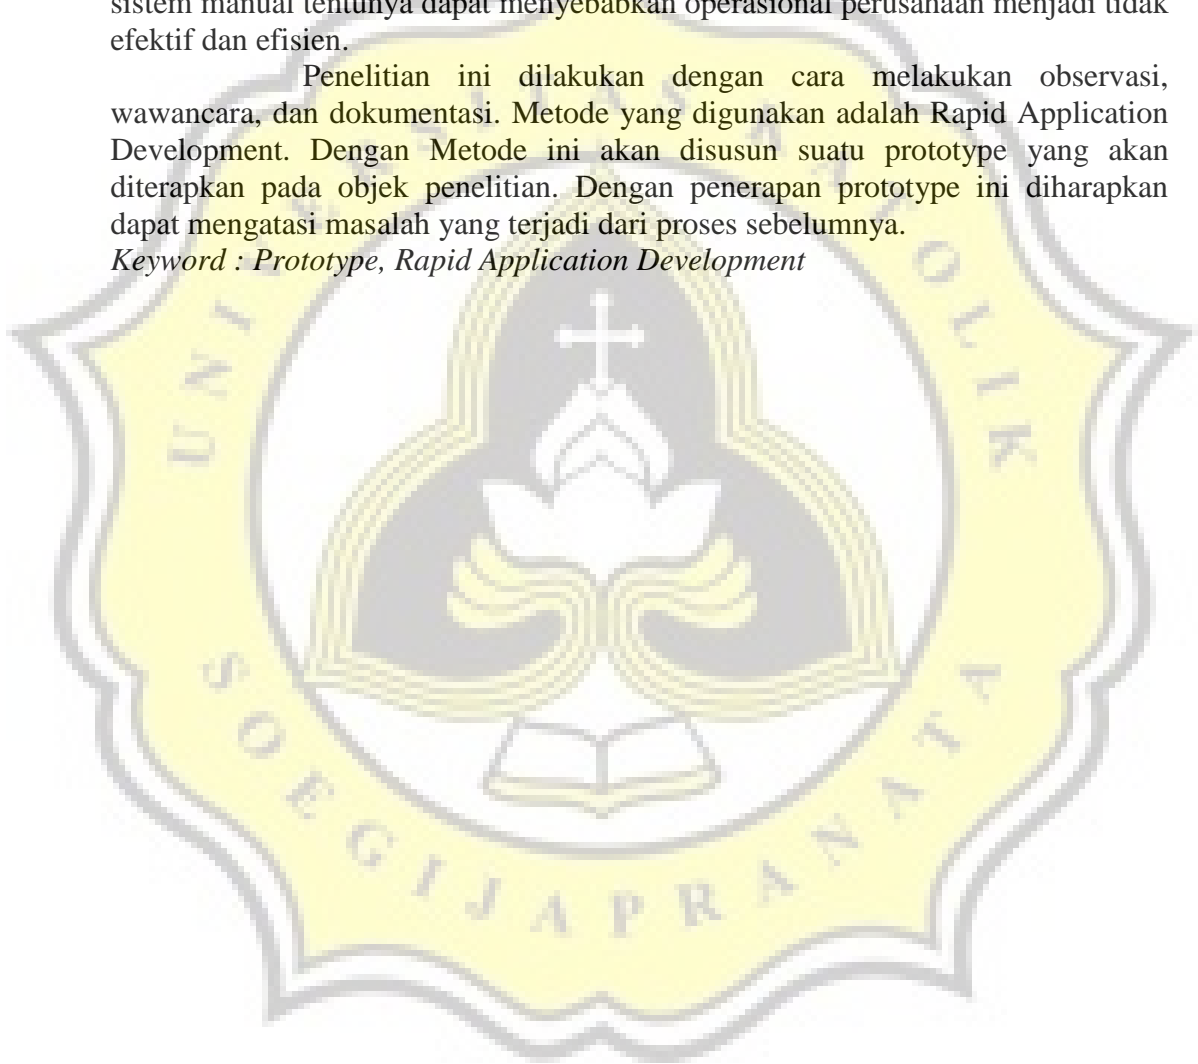 sistem manual tentunya dapat menyebabkan operasional perusahaan menjadi tidak
efektif dan efisien.
Penelitian ini dilakukan dengan cara melakukan observasi,
wawancara, dan dokumentasi. Metode yang digunakan adalah Rapid Application
Development. Dengan Metode ini akan disusun suatu prototype yang akan
diterapkan pada objek penelitian. Dengan penerapan prototype ini diharapkan
dapat mengatasi masalah yang terjadi dari proses sebelumnya.
Keyword : Prototype, Rapid Application Development
UNIVERSITAS KATOLIK
SOEGIJAPRANATA